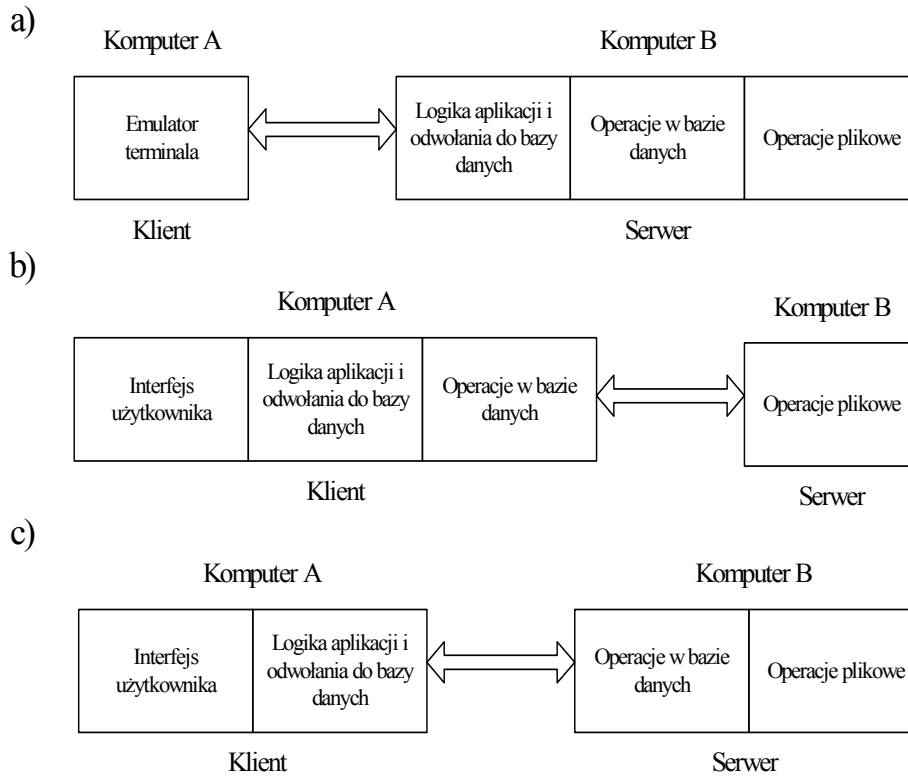 a)
Komputer A
Komputer B
Emulator
terminala
Logika aplikacji i
odwołania do bazy
danych
Operacje w bazie
danych
Operacje plikowe
Klient
Serwer
b)
Komputer A
Komputer B
Interfejs
użytkownika
Logika aplikacji i
odwołania do bazy
danych
Operacje w bazie
danych
Operacje plikowe
Klient
Serwer
c)
Komputer A
Komputer B
Interfejs
użytkownika
Logika aplikacji i
odwołania do bazy
danych
Operacje w bazie
danych
Operacje plikowe
Klient
Serwer